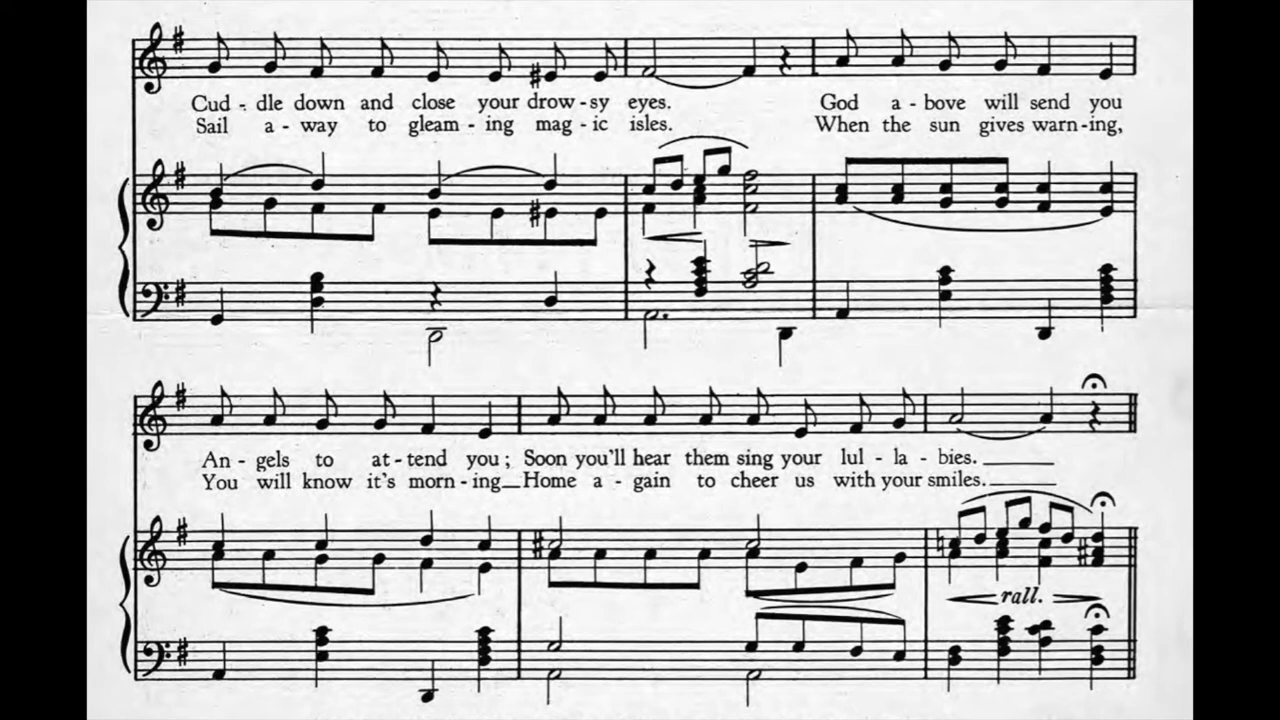 Cud - dle down and close your drow - sy eyes. God a - bove will send you
Sail a - way to gleam - ing mag - ic isles. When the sun gives warn - ing,
An - gels to at - tend you; Soon you'll hear them sing your lul - la - bies.
You will know it's morn - ing Home a - gain to cheer us with your smiles.
rall.